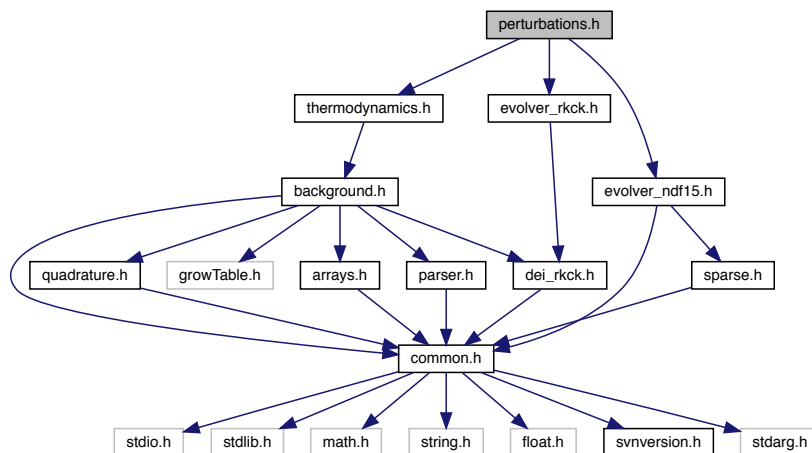 perturbations.h
thermodynamics.h
evolver_rkck.h
background.h
evolver_ndf15.h
quadrature.h
growTable.h
arrays.h
parser.h
dei_rkck.h
sparse.h
common.h
stdio.h
stdlib.h
math.h
string.h
float.h
svnversion.h
stdarg.h